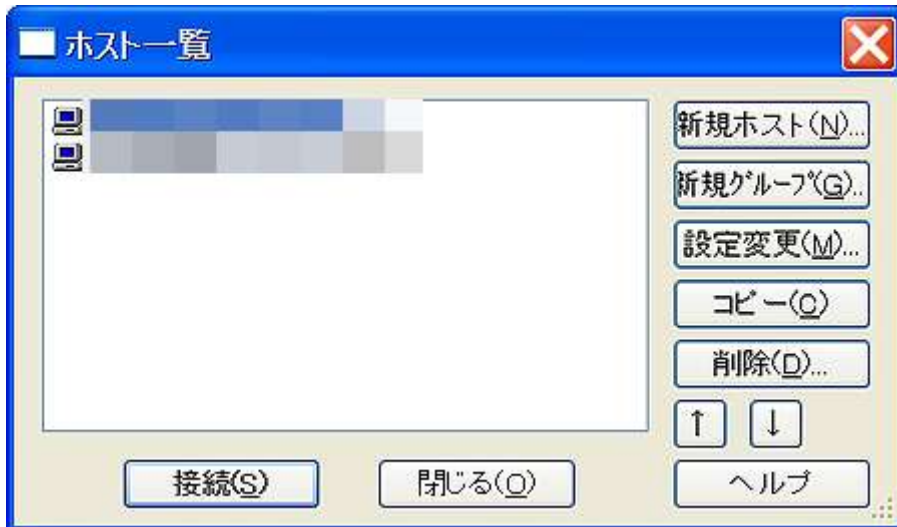 ホスト一覧
新規ホスト(N)...
新規グループ(G)..
設定変更(M)...
コピー(C)
削除(D)...
↑ ↓
接続(S) 閉じる(O) ヘルプ